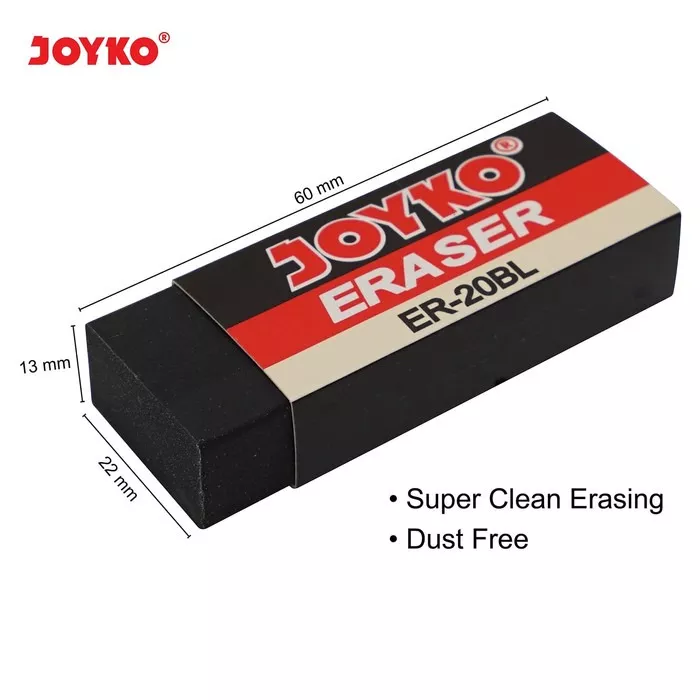 JOYKO®
60 mm
JOYKO®
ERASER
ER-20BL
13 mm
22 mm
• Super Clean Erasing
• Dust Free